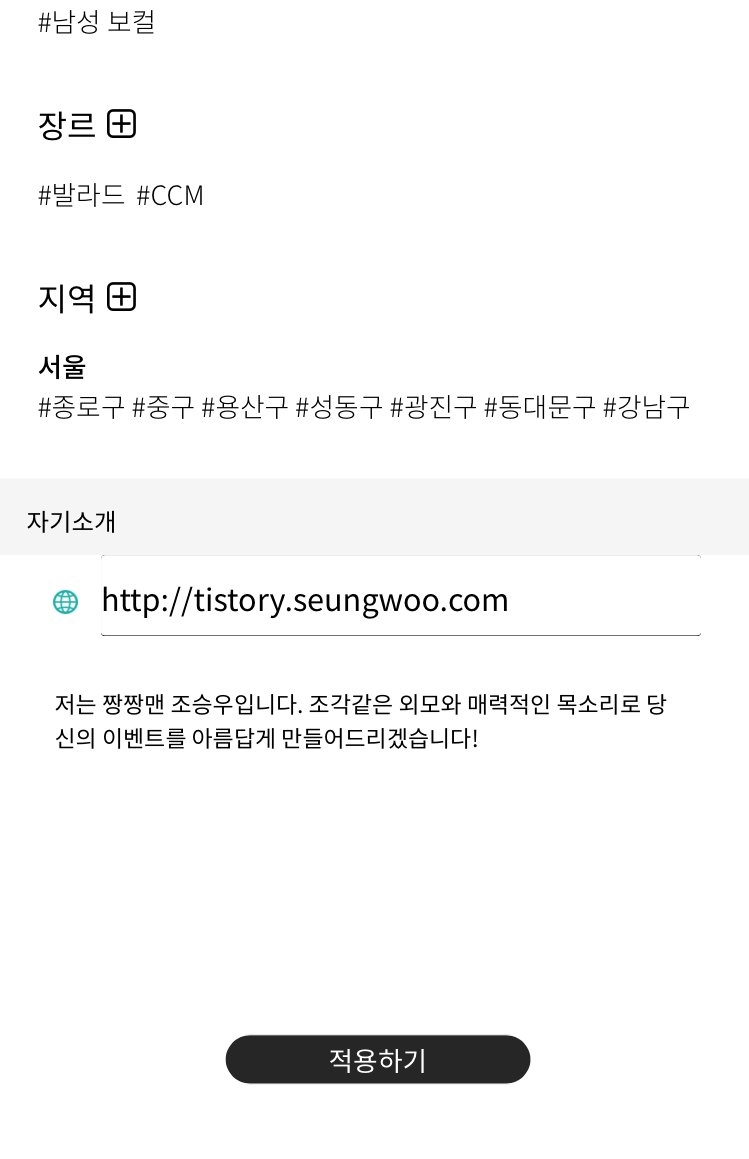 #남성 보컬
장르
#발라드 #CCM
지역
서울
#종로구 #중구 #용산구 #성동구 #광진구 #동대문구 #강남구
자기소개
http://tistory.seungwoo.com
저는 짱짱맨 조승우입니다. 조각같은 외모와 매력적인 목소리로 당
신의 이벤트를 아름답게 만들어드리겠습니다!
적용하기